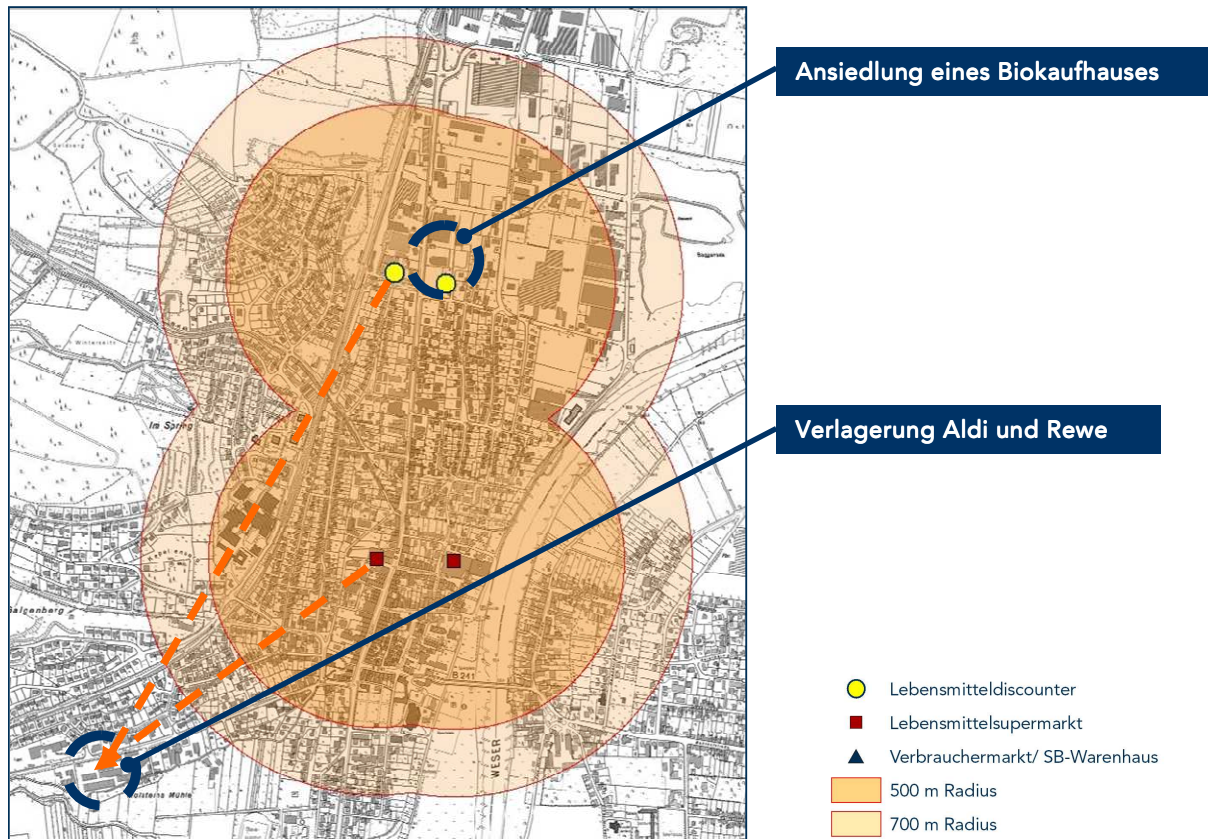 Ansiedlung eines Biokaufhauses
Verlagerung Aldi und Rewe
Im Spring
B 241
WESER
Lebensmitteldiscounter
Lebensmittelsupermarkt
Verbrauchermarkt/ SB-Warenhaus
500 m Radius
700 m Radius